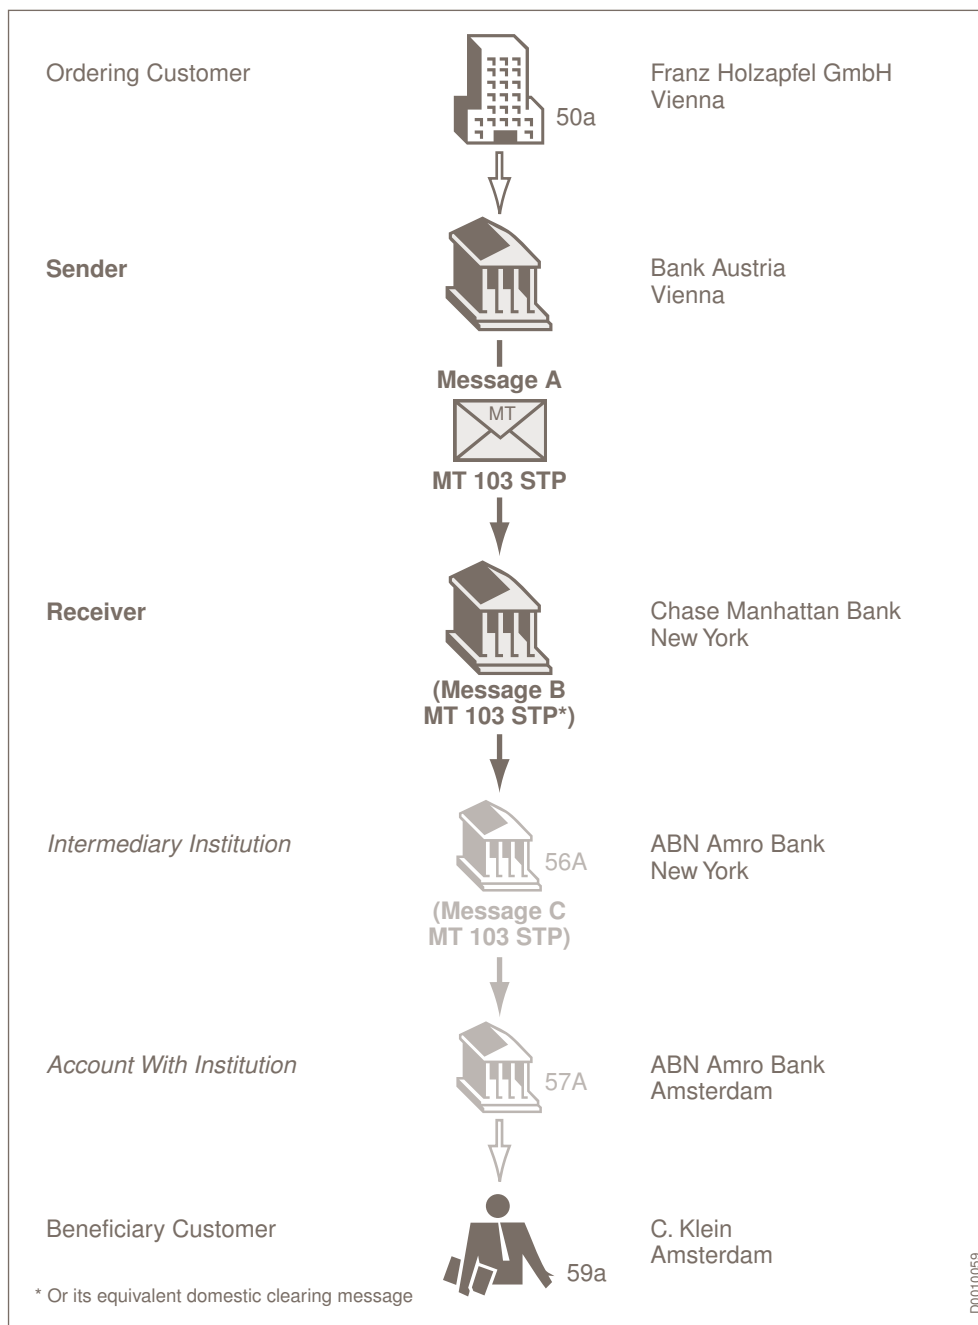 Ordering Customer
50a
Franz Holzapfel GmbH
Vienna
Sender
Bank Austria
Vienna
Message A
MT
MT 103 STP
Receiver
Chase Manhattan Bank
New York
(Message B
MT 103 STP*)
Intermediary Institution
56A
ABN Amro Bank
New York
(Message C
MT 103 STP)
Account With Institution
57A
ABN Amro Bank
Amsterdam
Beneficiary Customer
59a
C. Klein
Amsterdam
* Or its equivalent domestic clearing message
D0010059